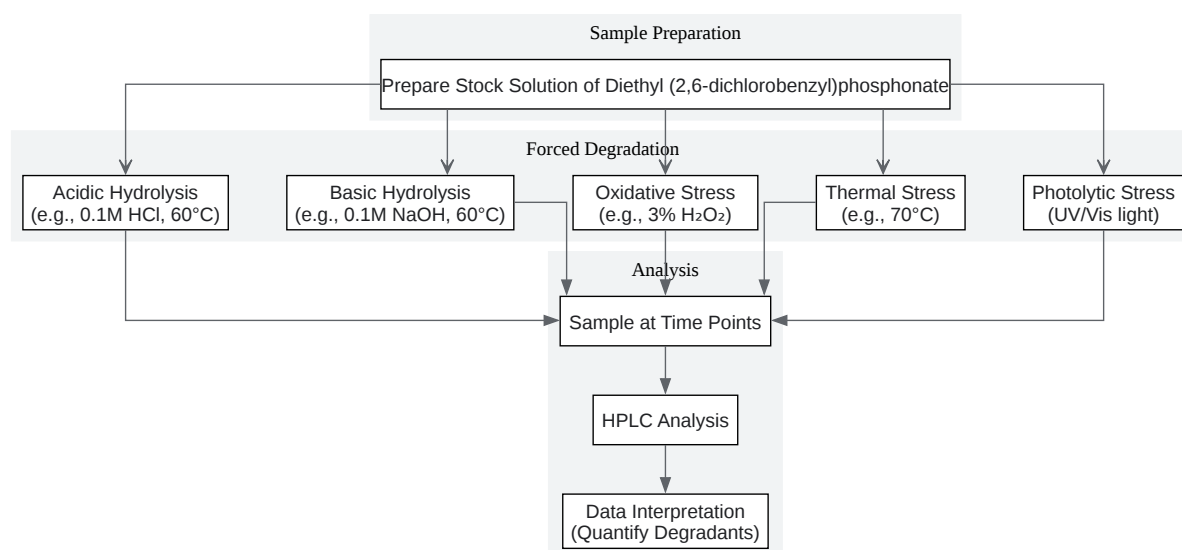 Sample Preparation
Prepare Stock Solution of Diethyl (2,6-dichlorobenzyl)phosphonate
Forced Degradation
Acidic Hydrolysis
(e.g., 0.1M HCl, 60°C)
Basic Hydrolysis
(e.g., 0.1M NaOH, 60°C)
Oxidative Stress
(e.g., 3% H₂O₂)
Thermal Stress
(e.g., 70°C)
Photolytic Stress
(UV/Vis light)
Analysis
Sample at Time Points
HPLC Analysis
Data Interpretation
(Quantify Degradants)